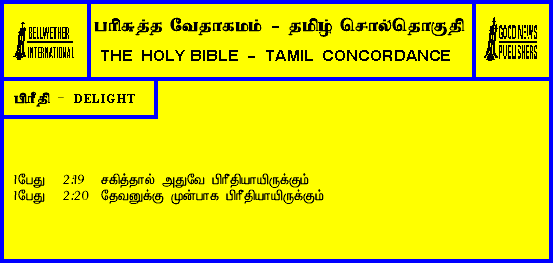 BELLWETHER
INTERNATIONAL
பரிசுத்த வேதாகமம் - தமிழ் சொல்தொகுதி
THE HOLY BIBLE - TAMIL CONCORDANCE
GOOD NEWS
PUBLISHERS
பிரீதி - DELIGHT
1பேது 2:19 சகித்தால் அதுவே பிரீதியாயிருக்கும்
1பேது 2:20 தேவனுக்கு முன்பாக பிரீதியாயிருக்கும்